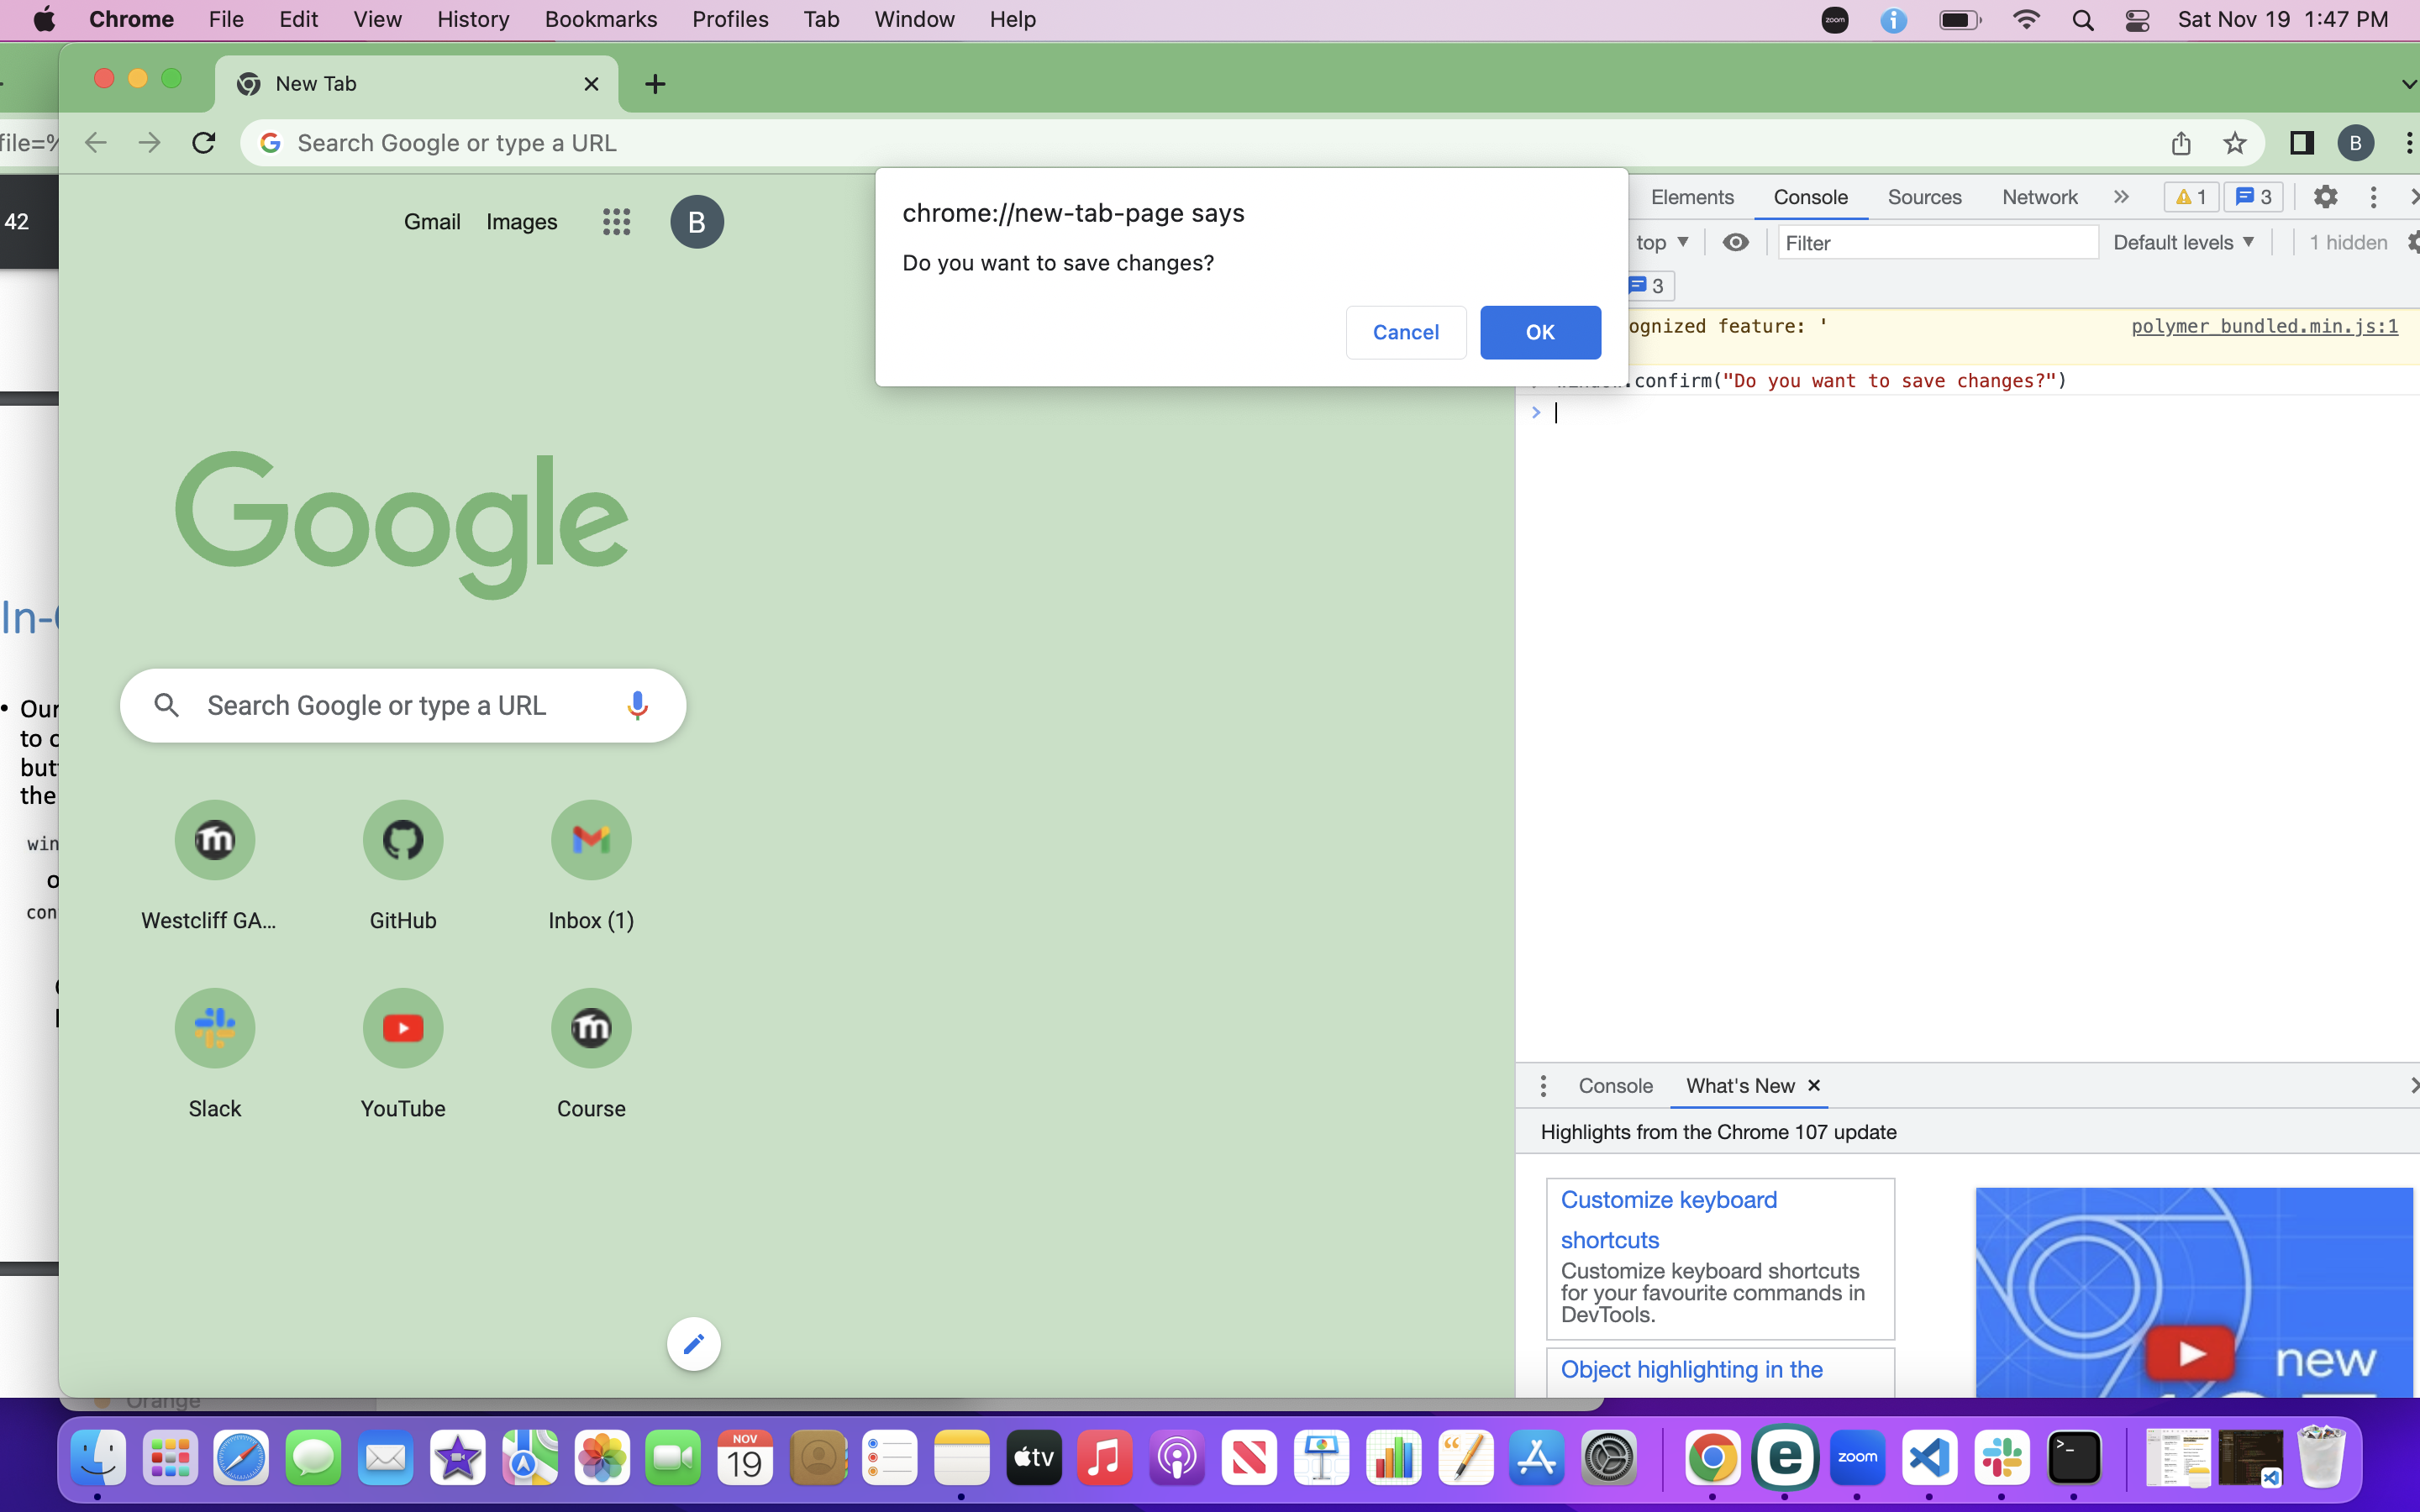 Chrome File Edit View History Bookmarks Profiles Tab Window Help
zoom
Sat Nov 19 1:47 PM
New Tab
file=%
Search Google or type a URL
B
42
Gmail Images
B
chrome://new-tab-page says
Do you want to save changes?
Cancel OK
Elements Console Sources Network
1 3
top Filter Default levels 1 hidden
3
ognized feature: ' polymer_bundled.min.js:1
.confirm("Do you want to save changes?")
>
Google
In-
Search Google or type a URL
• Our
to
but
the
win
o
con
Westcliff GA... GitHub Inbox (1)
Slack YouTube Course
Console What's New
Highlights from the Chrome 107 update
Customize keyboard
shortcuts
Customize keyboard shortcuts
for your favourite commands in
DevTools.
Object highlighting in the
new
Orange
NOV
19
tv
zoom